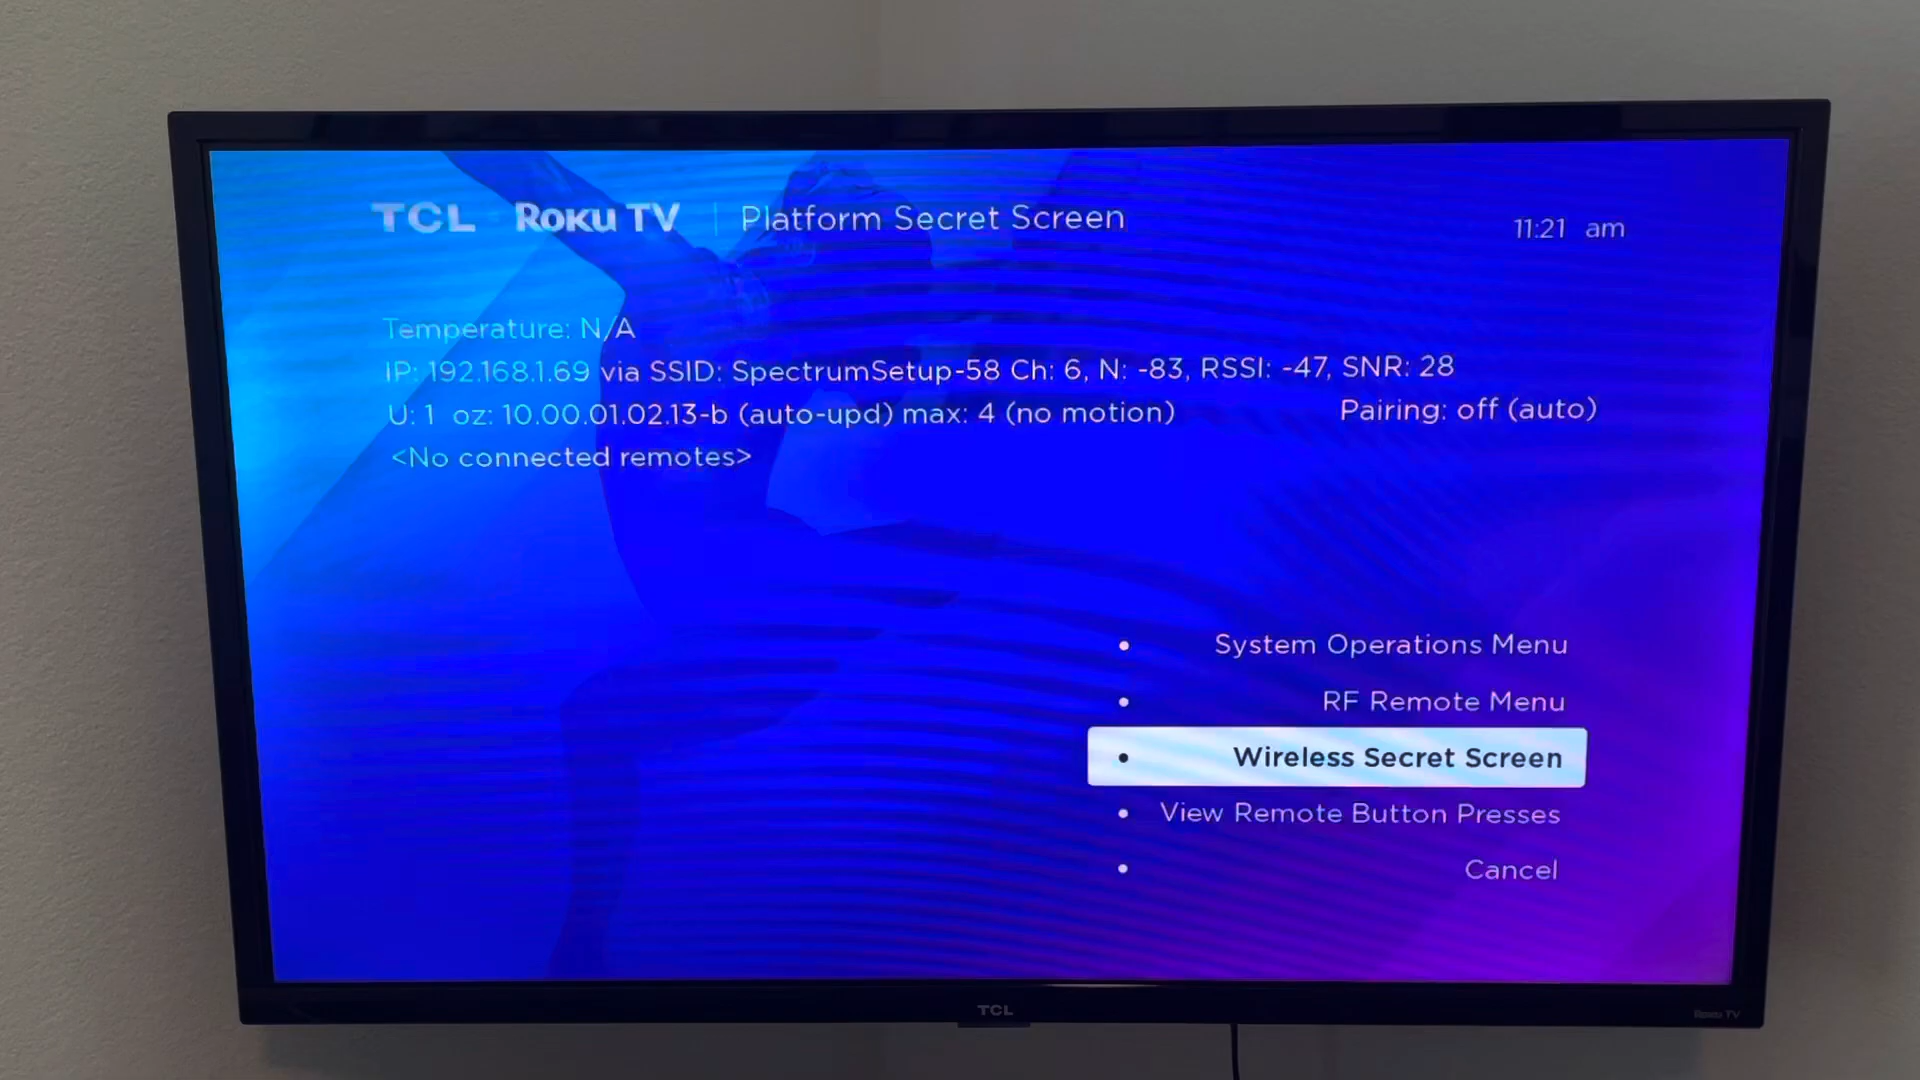 TCL Roku TV | Platform Secret Screen
11:21 am
Temperature: N/A
IP: 192.168.1.69 via SSID: SpectrumSetup-58 Ch: 6, N: -83, RSSI: -47, SNR: 28
U: 1 oz: 10.00.01.02.13-b (auto-upd) max: 4 (no motion) Pairing: off (auto)
<No connected remotes>
• System Operations Menu
• RF Remote Menu
• Wireless Secret Screen
• View Remote Button Presses
• Cancel
TCL
Roku TV